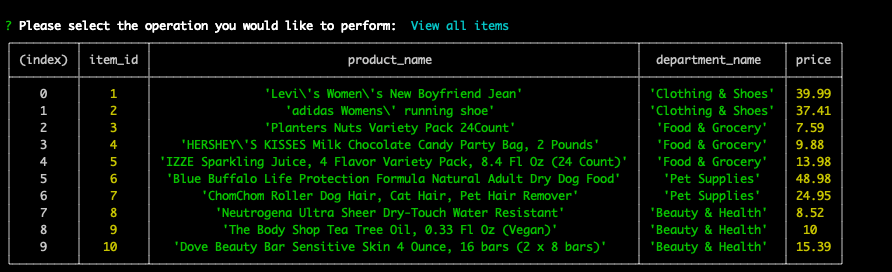 ? Please select the operation you would like to perform: View all items
(index) item_id product_name department_name price
0 1 'Levi\'s Women\'s New Boyfriend Jean' 'Clothing & Shoes' 39.99
1 2 'adidas Womens\' running shoe' 'Clothing & Shoes' 37.41
2 3 'Planters Nuts Variety Pack 24Count' 'Food & Grocery' 7.59
3 4 'HERSHEY\'S KISSES Milk Chocolate Candy Party Bag, 2 Pounds' 'Food & Grocery' 9.88
4 5 'IZZE Sparkling Juice, 4 Flavor Variety Pack, 8.4 Fl Oz (24 Count)' 'Food & Grocery' 13.98
5 6 'Blue Buffalo Life Protection Formula Natural Adult Dry Dog Food' 'Pet Supplies' 48.98
6 7 'ChomChom Roller Dog Hair, Cat Hair, Pet Hair Remover' 'Pet Supplies' 24.95
7 8 'Neutrogena Ultra Sheer Dry-Touch Water Resistant' 'Beauty & Health' 8.52
8 9 'The Body Shop Tea Tree Oil, 0.33 Fl Oz (Vegan)' 'Beauty & Health' 10
9 10 'Dove Beauty Bar Sensitive Skin 4 Ounce, 16 bars (2 x 8 bars)' 'Beauty & Health' 15.39